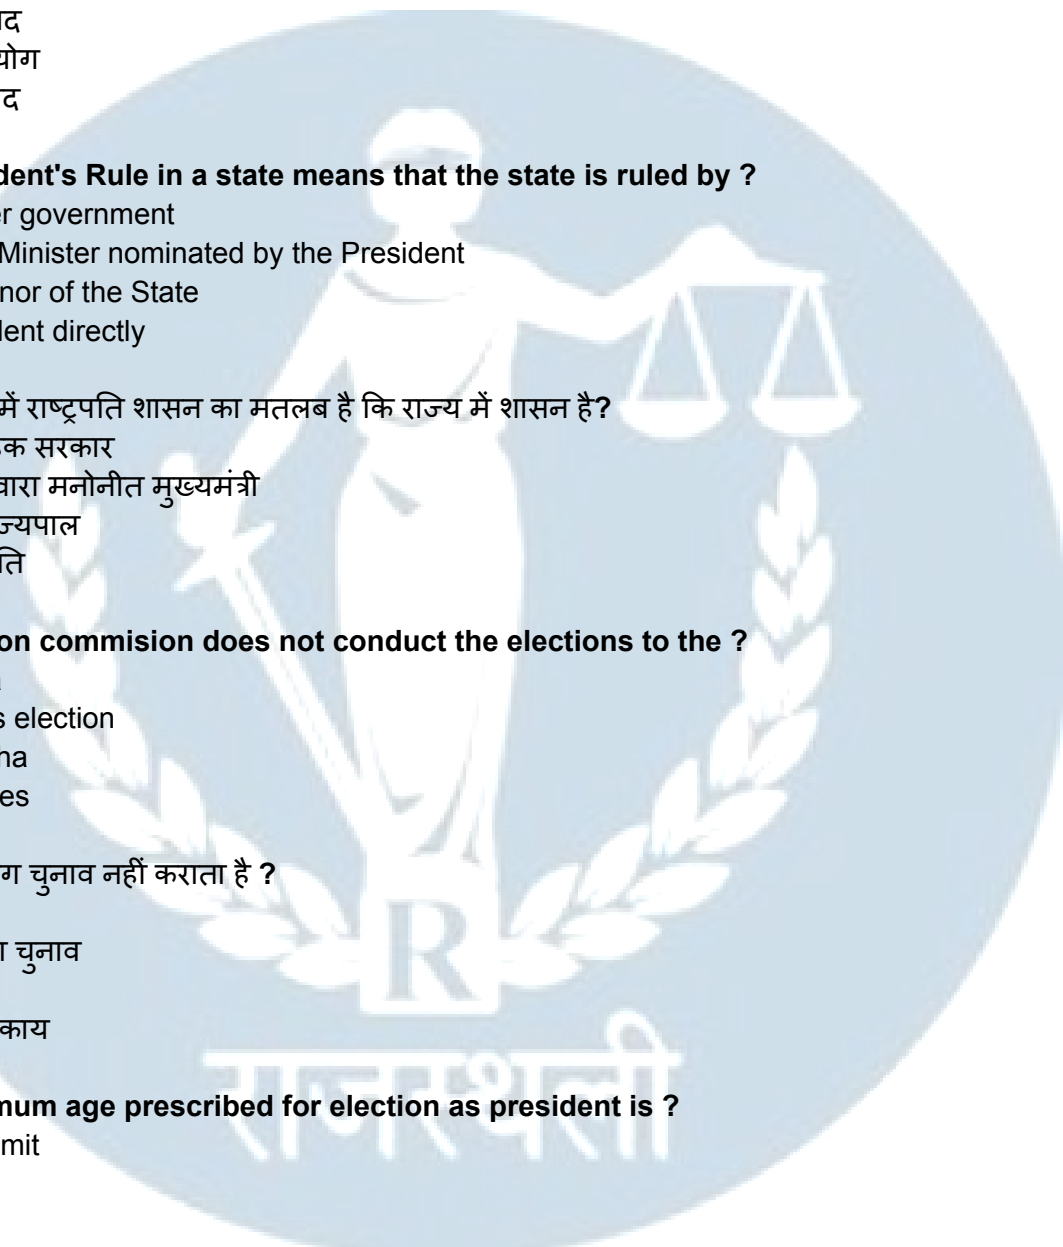 द
योग
द
dent's Rule in a state means that the state is ruled by ?
er government
Minister nominated by the President
nor of the State
dent directly
में राष्ट्रपति शासन का मतलब है कि राज्य में शासन है?
क सरकार
वारा मनोनीत मुख्यमंत्री
ज्यपाल
ति
on commision does not conduct the elections to the ?
s election
ha
es
ग चुनाव नहीं कराता है ?
चुनाव
काय
mum age prescribed for election as president is ?
mit
R
राजस्थली